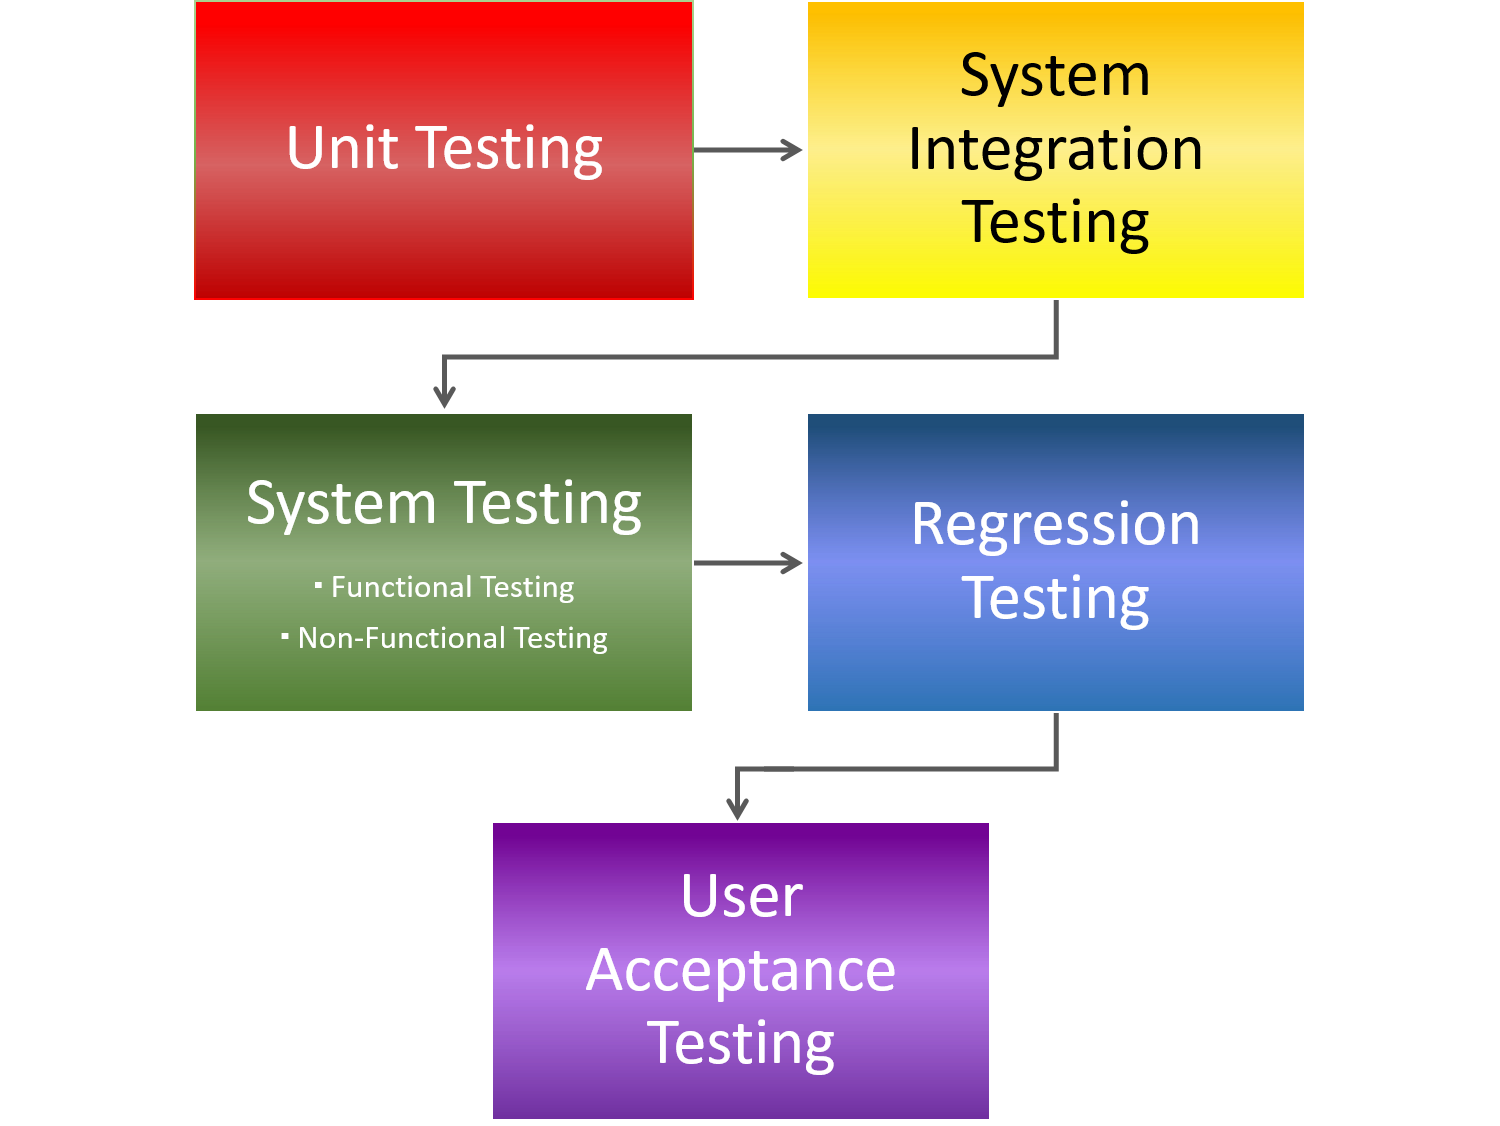 Unit Testing
System
Integration
Testing
System Testing
▪ Functional Testing
▪ Non-Functional Testing
Regression
Testing
User
Acceptance
Testing